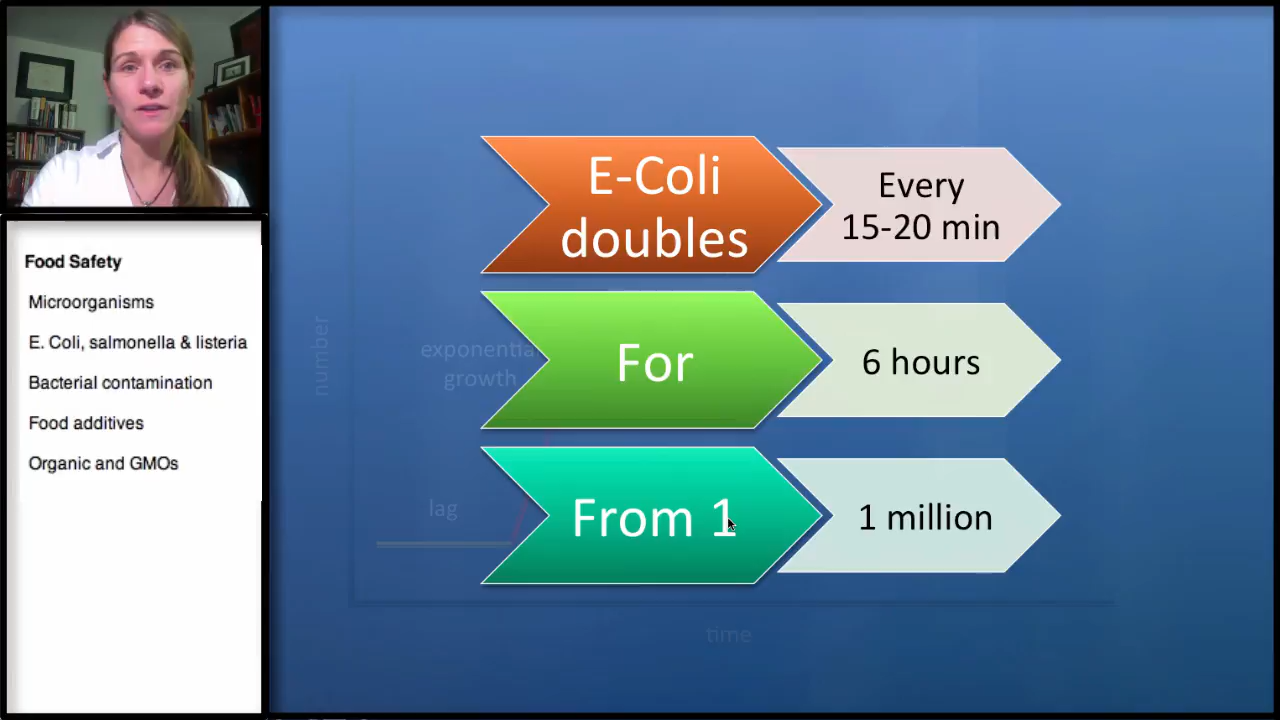 Food Safety
Microorganisms
E. Coli, salmonella & listeria
Bacterial contamination
Food additives
Organic and GMOs
E-Coli
doubles
Every
15-20 min
For
6 hours
From 1
1 million
number
exponentia
growth
lag
time